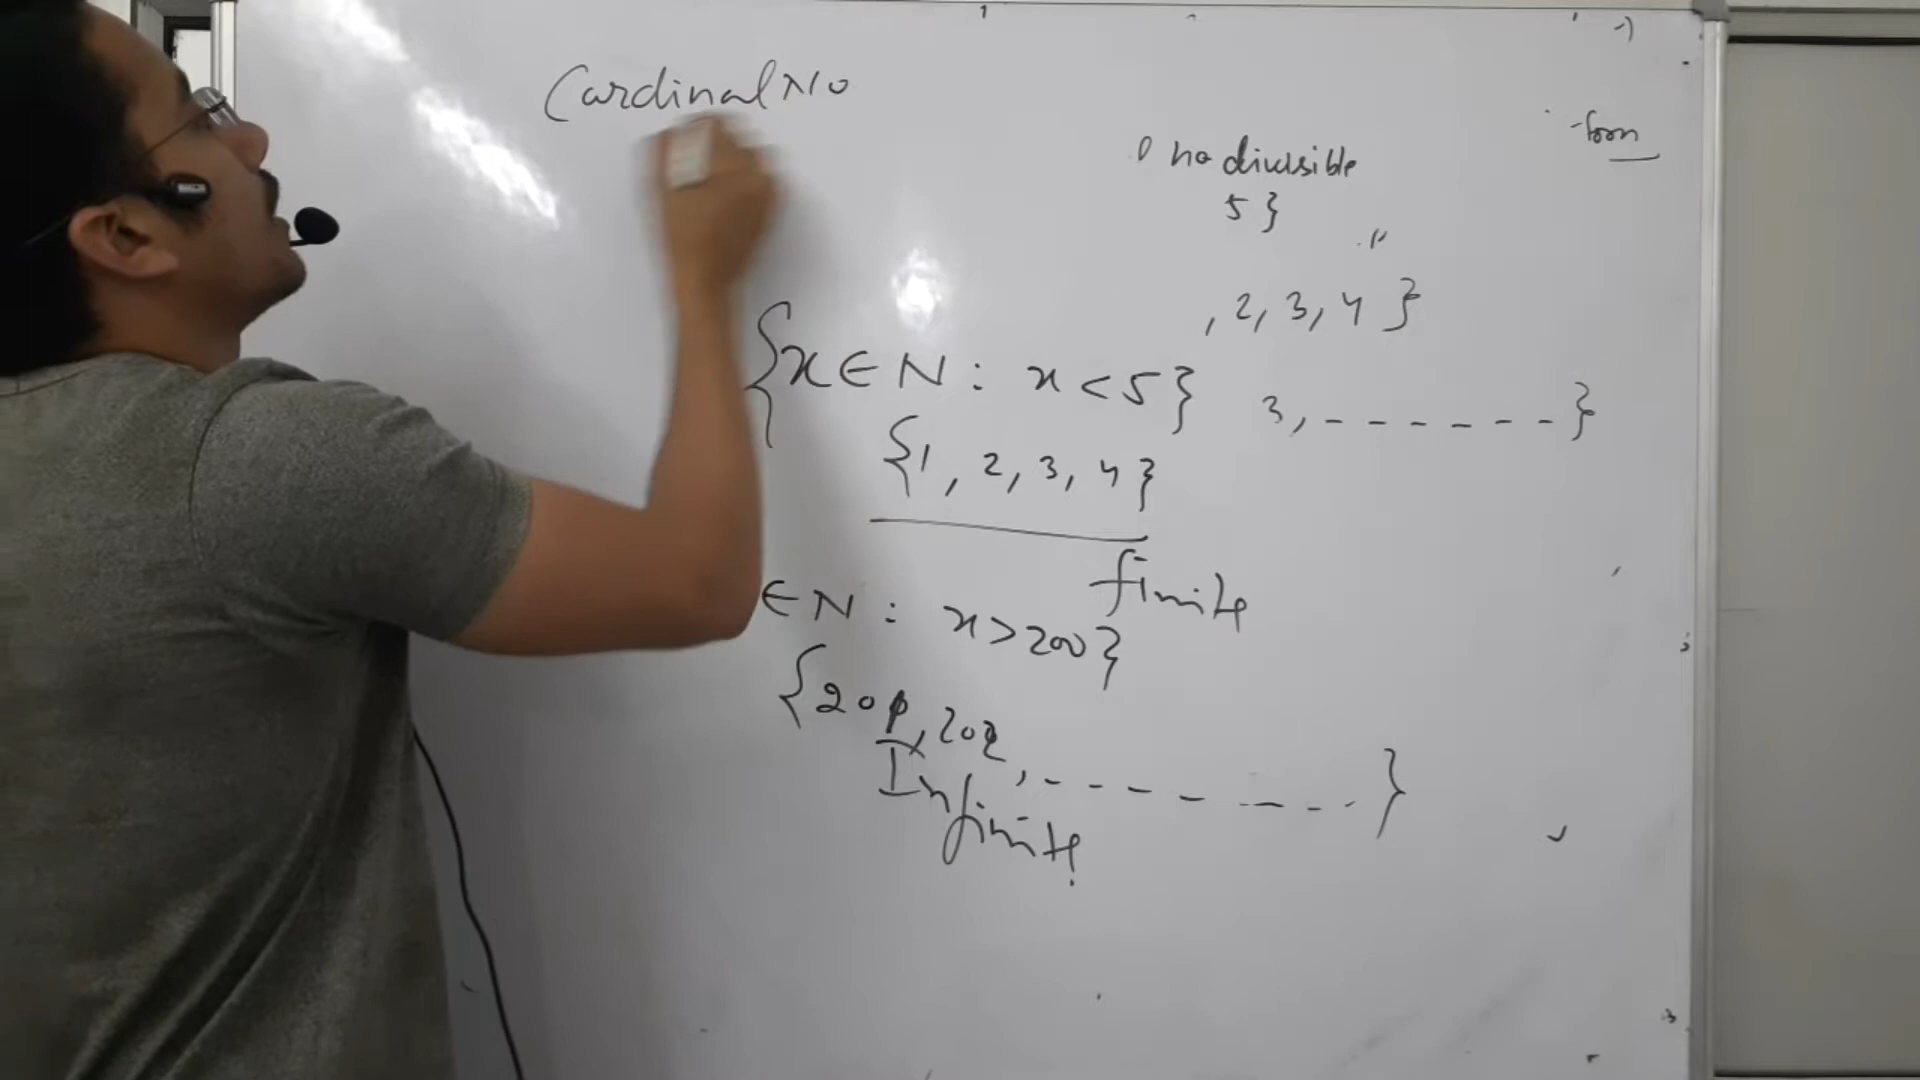 Cardinal No
form
no divisible
5}
, 2, 3, 4 }
{x ∈ N : x < 5}
3, - - - - - - }
{1, 2, 3, 4}
finite
∈ N : x > 200}
{201, 202, - - - - - - - }
Infinite